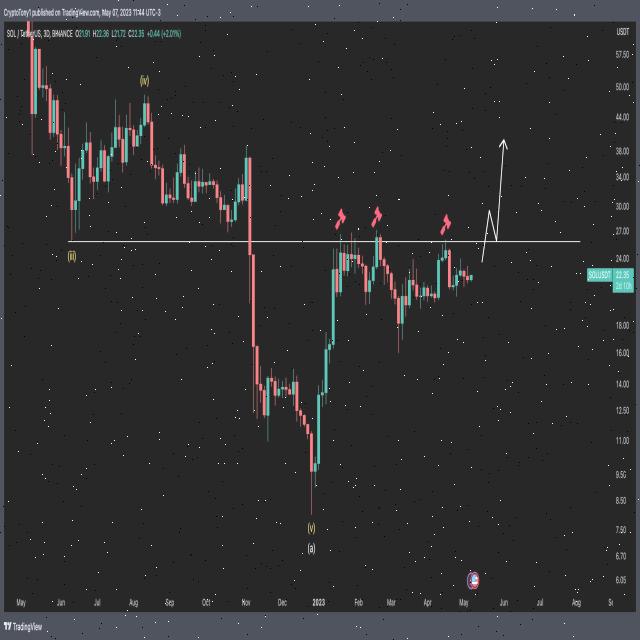 CryptoTony1 published on TradingView.com, May 07, 2023 11:44 UTC-3
SOL / TetherUS, 3D, BINANCE O21.91 H22.36 L21.72 C22.35 +0.44 (+2.01%)
USDT
57.50
50.00
44.00
38.00
34.00
30.00
27.00
24.00
SOLUSDT 22.35
2d 10h
18.00
16.00
14.00
12.50
11.00
9.50
8.50
7.50
6.70
6.05
(iv)
(iii)
(v)
(a)
May Jun Jul Aug Sep Oct Nov Dec 2023 Feb Mar Apr May Jun Jul Aug
TradingView